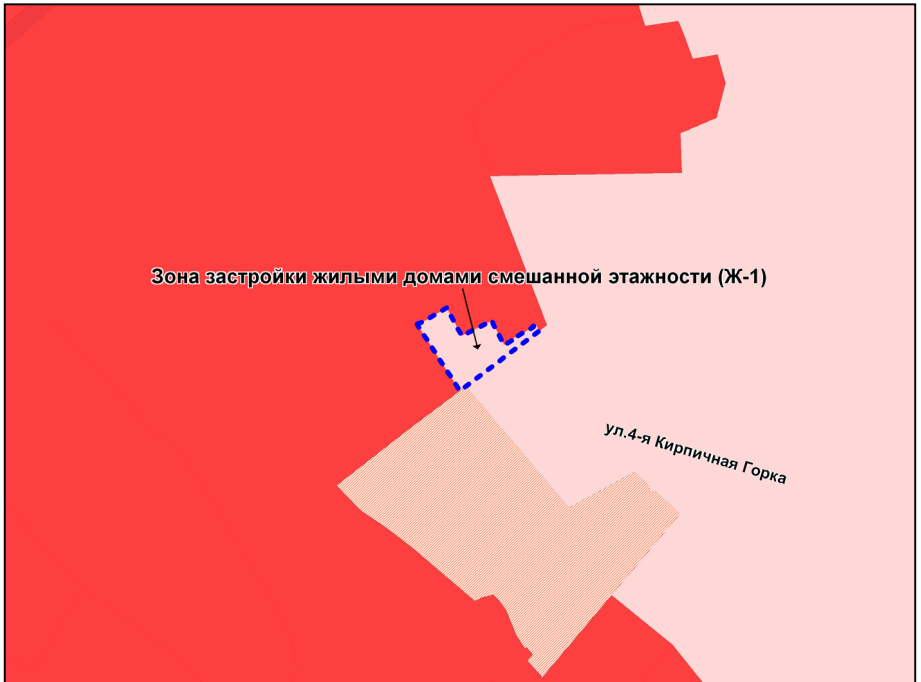 Зона застройки жилыми домами смешанной этажности (Ж-1)
ул.4-я Кирпичная Горка